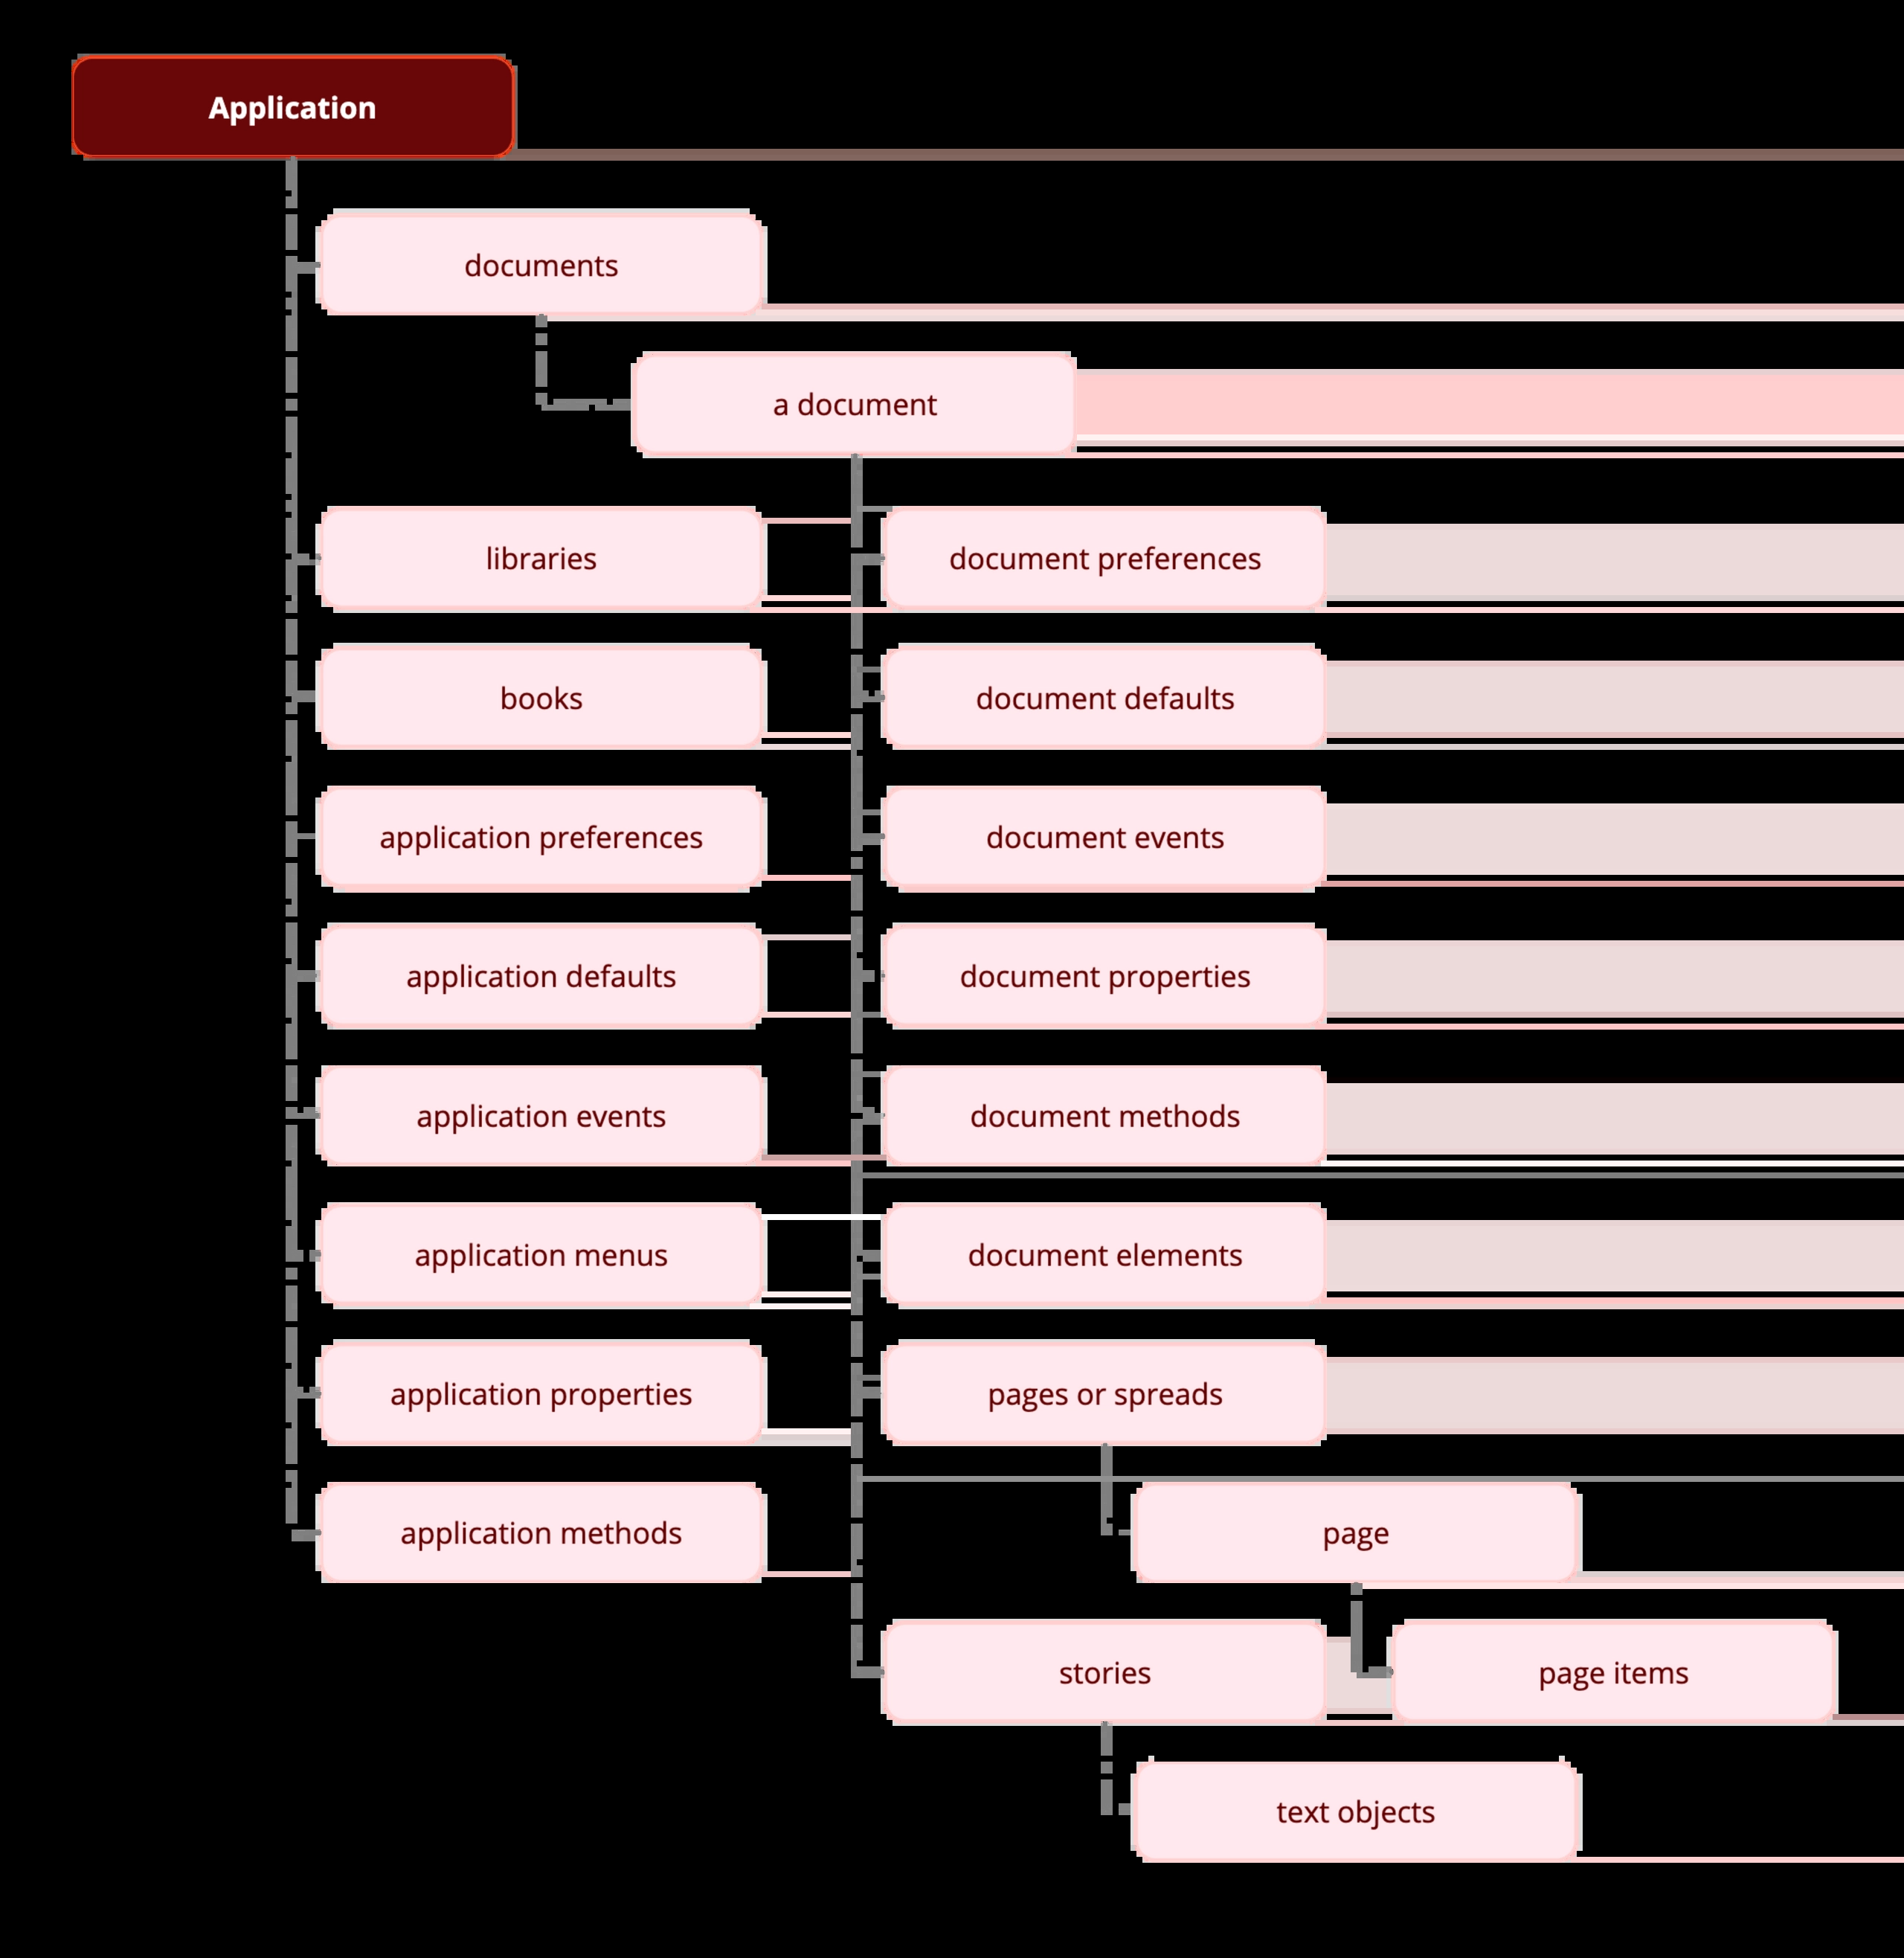 Application
documents
a document
libraries
document preferences
books
document defaults
application preferences
document events
application defaults
document properties
application events
document methods
application menus
document elements
application properties
pages or spreads
application methods
page
stories
page items
text objects